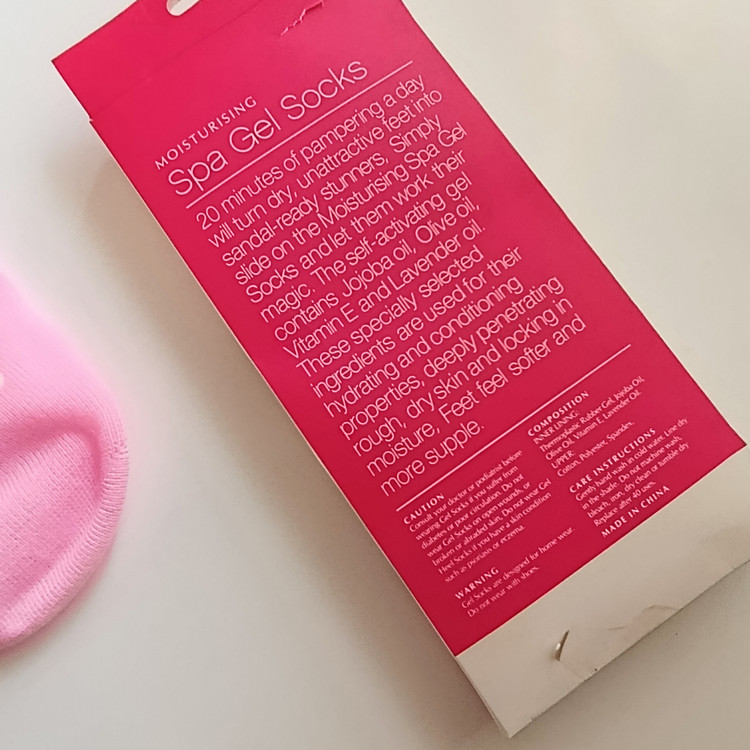 MOISTURISING
Spa Gel Socks
20 minutes of pampering a day
will turn dry, unattractive feet into
sandal-ready stunners, Simply
slide on the Moisturising Spa Gel
Socks and let them work their
magic. The self-activating gel
contains Jojoba oil, Olive oil,
Vitamin E and Lavender oil.
These specially selected
ingredients are used for their
hydrating and conditioning
properties, deeply penetrating
rough, dry skin and locking in
moisture, Feet feel softer and
more supple.
CAUTION
Consult your doctor or podiatrist before
wearing Gel Socks if you suffer from
diabetes or poor circulation. Do not
wear Gel Socks on open wounds or
broken or abraded skin, Do not wear Gel
Heel Socks if you have a skin condition
such as psoriasis or eczema.
WARNING
Gel Socks are designed for home wear.
Do not wear with shoes.
COMPOSITION
INNER LINING:
Thermoplastic Rubber Gel, Jojoba Oil,
Olive Oil, Vitamin E, Lavender Oil.
UPPER:
Cotton, Polyester, Spandex.
CARE INSTRUCTIONS
Gently hand wash in cold water. Line dry
in the shade. Do not machine wash,
bleach, iron, dry clean or tumble dry
Replace after 40 uses.
MADE IN CHINA